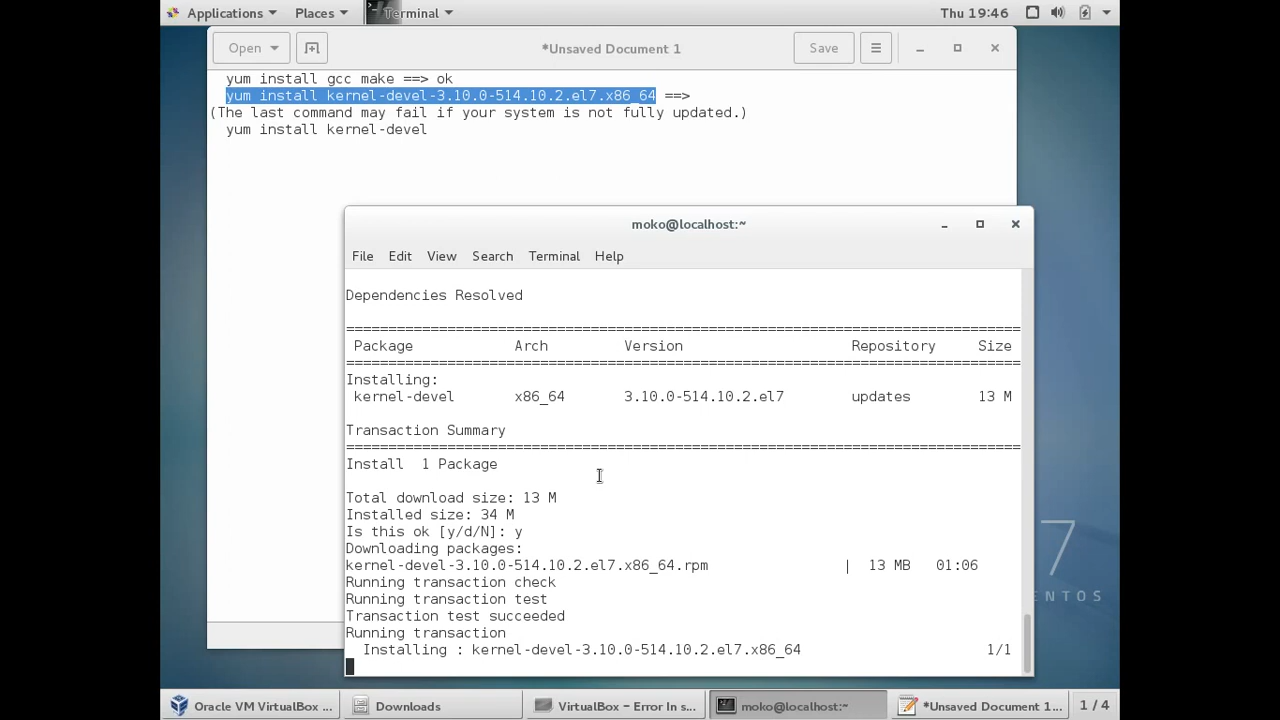 Applications Places Terminal Thu 19:46
Open *Unsaved Document 1 Save
yum install gcc make ==> ok
yum install kernel-devel-3.10.0-514.10.2.el7.x86_64 ==>
(The last command may fail if your system is not fully updated.)
yum install kernel-devel
moko@localhost:~
File Edit View Search Terminal Help
Dependencies Resolved
================================================================================
Package Arch Version Repository Size
================================================================================
Installing:
kernel-devel x86_64 3.10.0-514.10.2.el7 updates 13 M
Transaction Summary
================================================================================
Install 1 Package
Total download size: 13 M
Installed size: 34 M
Is this ok [y/d/N]: y
Downloading packages:
kernel-devel-3.10.0-514.10.2.el7.x86_64.rpm | 13 MB 01:06
Running transaction check
Running transaction test
Transaction test succeeded
Running transaction
Installing : kernel-devel-3.10.0-514.10.2.el7.x86_64 1/1
7
ENTOS
Oracle VM VirtualBox ... Downloads VirtualBox – Error In s... moko@localhost:~ *Unsaved Document 1... 1 / 4